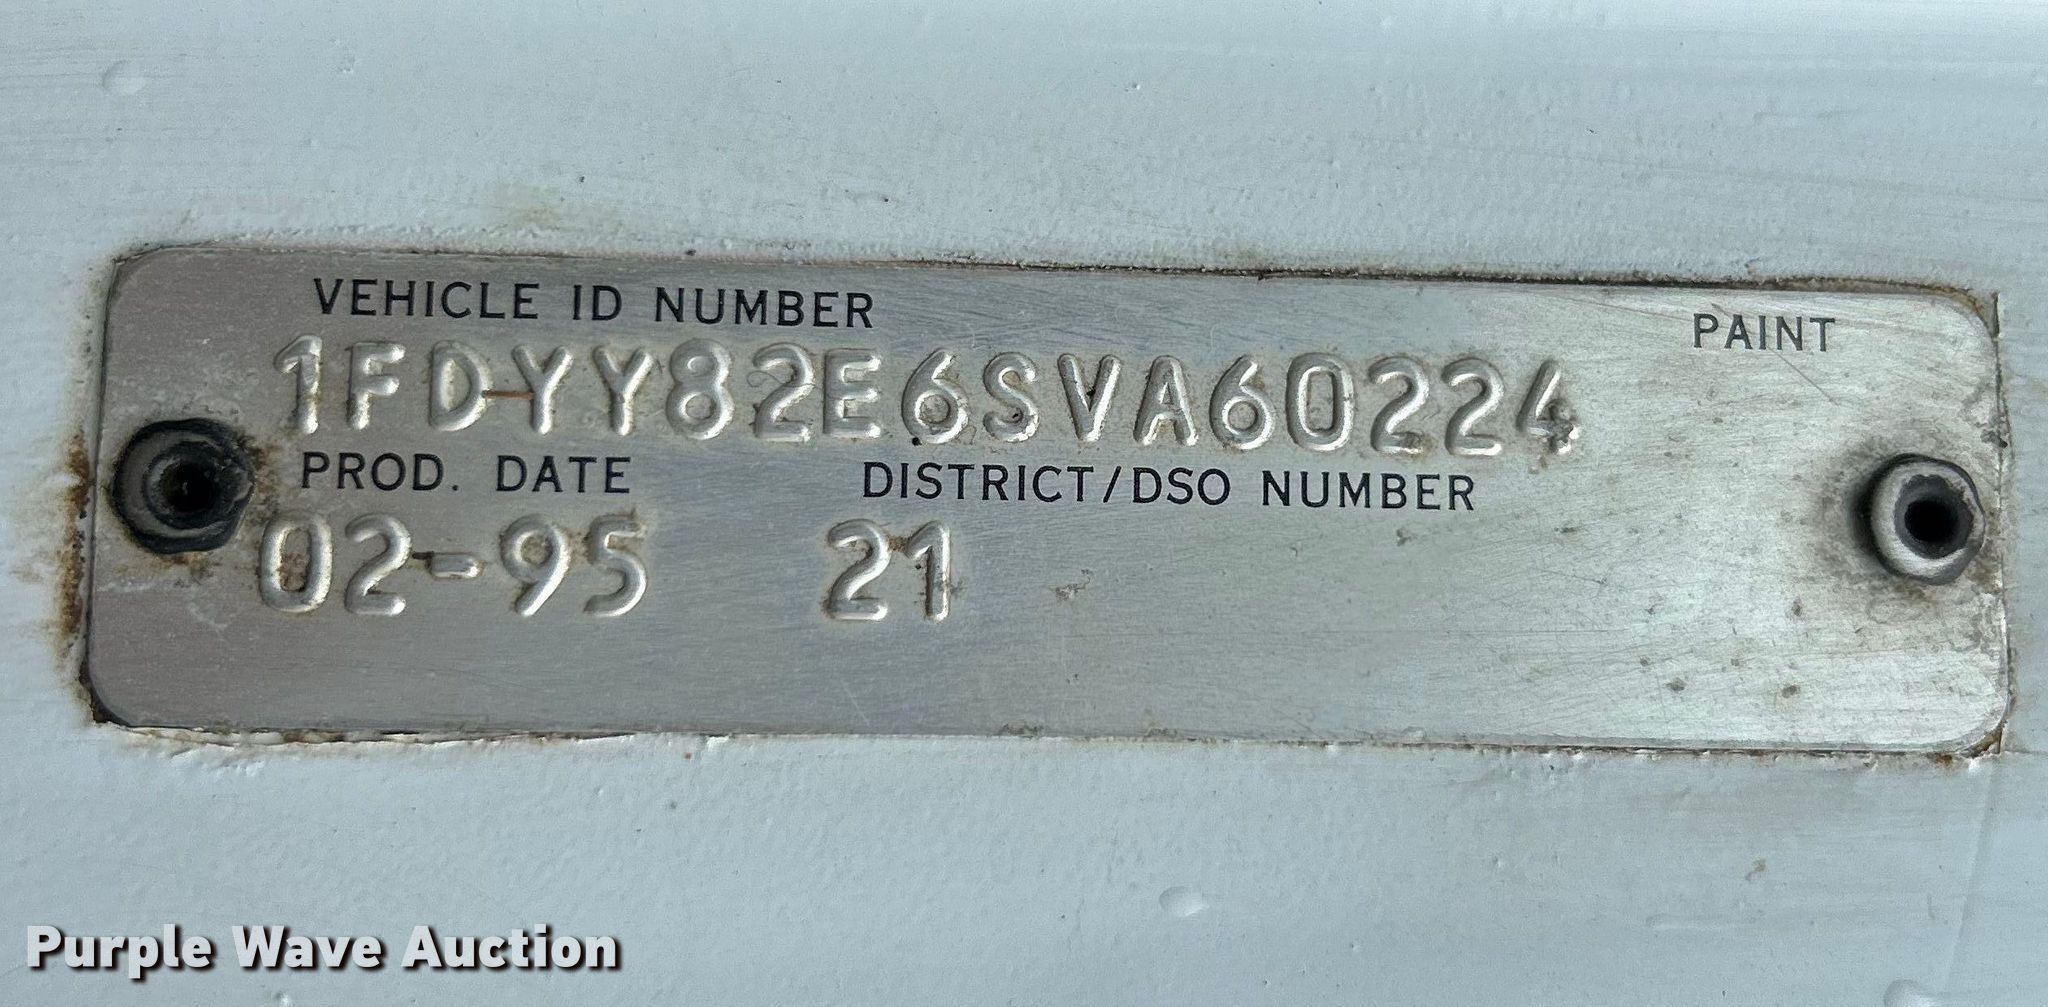 VEHICLE ID NUMBER PAINT
1FDYY82E6SVA60224
PROD. DATE DISTRICT/DSO NUMBER
02-95 21
Purple Wave Auction